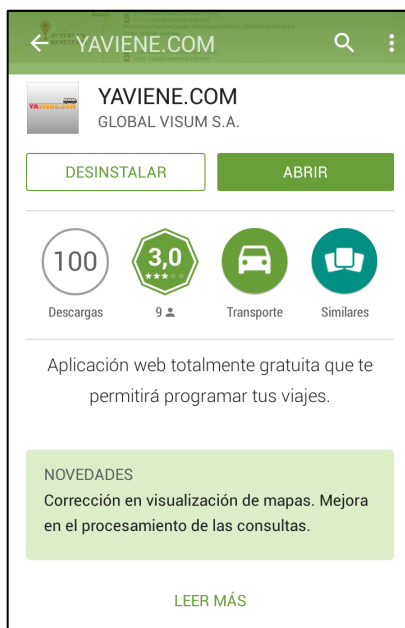 YAVIENE.COM
YAVIENE.COM
YAVIENE.COM
GLOBAL VISUM S.A.
DESINSTALAR
ABRIR
100
3,0
Descargas
9
Transporte
Similares
Aplicación web totalmente gratuita que te
permitirá programar tus viajes.
NOVEDADES
Corrección en visualización de mapas. Mejora
en el procesamiento de las consultas.
LEER MÁS